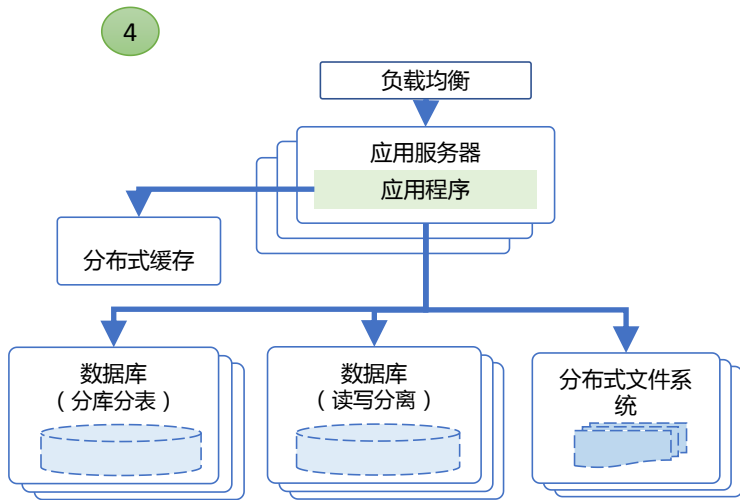 4
负载均衡
应用服务器
应用程序
分布式缓存
数据库
（分库分表）
数据库
（读写分离）
分布式文件系
统